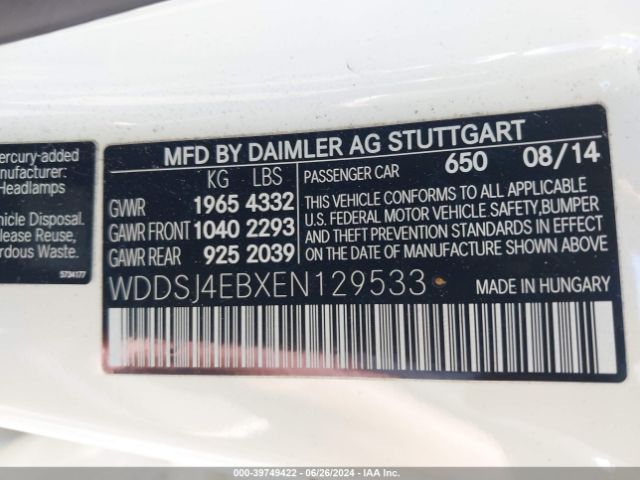 ercury-added
anufacturer:
Headlamps
hicle Disposal.
lease Reuse,
rdous Waste.
5734177
MFD BY DAIMLER AG STUTTGART
KG LBS
GVWR 1965 4332
GAWR FRONT 1040 2293
GAWR REAR 925 2039
PASSENGER CAR 650 08/14
THIS VEHICLE CONFORMS TO ALL APPLICABLE
U.S. FEDERAL MOTOR VEHICLE SAFETY,BUMPER
AND THEFT PREVENTION STANDARDS IN EFFECT
ON THE DATE OF MANUFACTURE SHOWN ABOVE.
WDDSJ4EBXEN129533
MADE IN HUNGARY
000-39749422 - 06/26/2024 - IAA Inc.